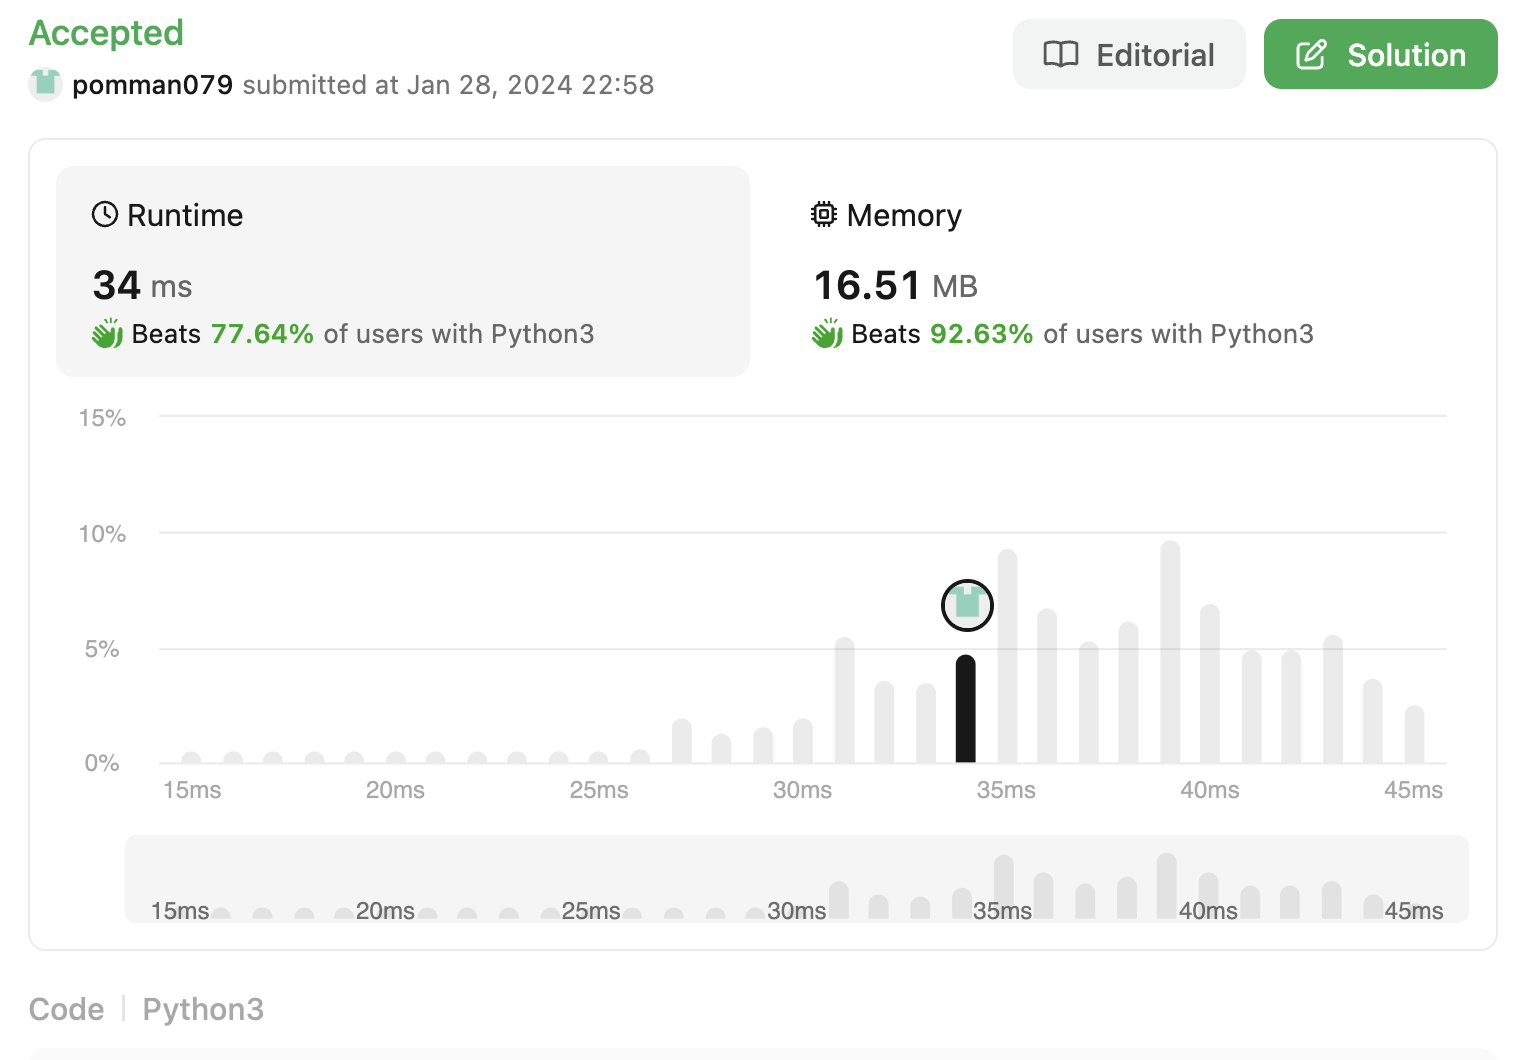 Accepted
pomman079 submitted at Jan 28, 2024 22:58
Editorial
Solution
Runtime
34 ms
Beats 77.64% of users with Python3
Memory
16.51 MB
Beats 92.63% of users with Python3
15%
10%
5%
0%
15ms 20ms 25ms 30ms 35ms 40ms 45ms
15ms 20ms 25ms 30ms 35ms 40ms 45ms
Code | Python3